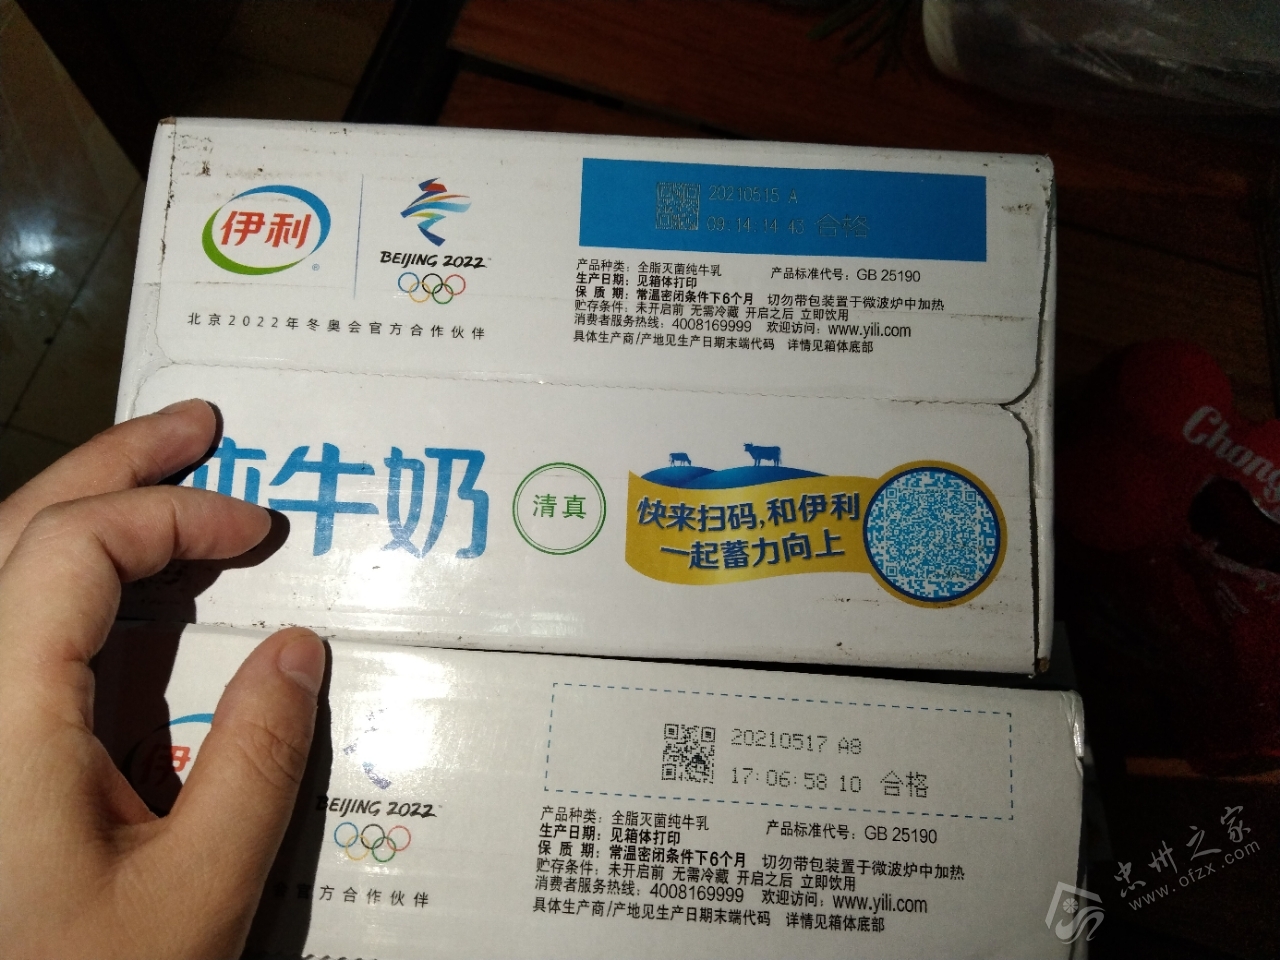 伊利
®
BEIJING 2022™
北京2022年冬奥会官方合作伙伴
20210515 A
09:14:14 43 合格
产品种类：全脂灭菌纯牛乳 产品标准代号：GB 25190
生产日期：见箱体打印
保 质 期：常温密闭条件下6个月 切勿带包装置于微波炉中加热
贮存条件：未开启前 无需冷藏 开启之后 立即饮用
消费者服务热线：4008169999 欢迎访问：www.yili.com
具体生产商/产地见生产日期末端代码 详情见箱体底部
纯牛奶
清真
快来扫码,和伊利
一起蓄力向上
Chong
伊
BEIJING 2022™
官方合作伙伴
20210517 A8
17:06:58 10 合格
产品种类：全脂灭菌纯牛乳 产品标准代号：GB 25190
生产日期：见箱体打印
保 质 期：常温密闭条件下6个月 切勿带包装置于微波炉中加热
贮存条件：未开启前 无需冷藏 开启之后 立即饮用
消费者服务热线：4008169999 欢迎访问：www.yili.com
具体生产商/产地见生产日期末端代码 详情见箱体底部
忠州之家
www.ofzx.com